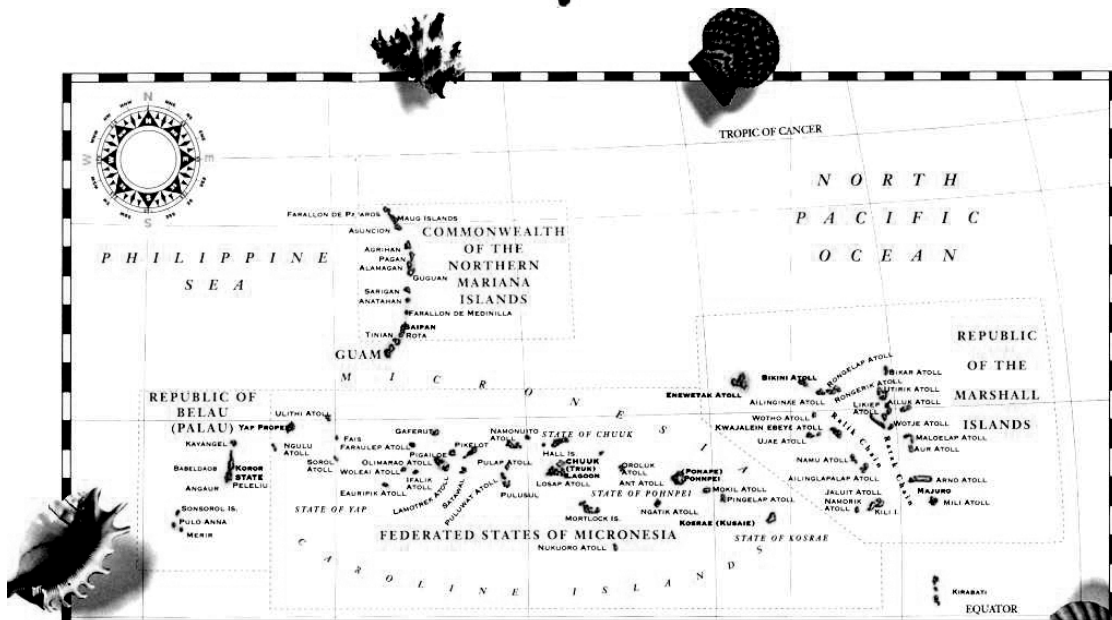 N
W
E
S
TROPIC OF CANCER
NORTH
PACIFIC
OCEAN
PHILIPPINE
SEA
FARALLON DE PAJAROS
MAUG ISLANDS
ASUNCION
COMMONWEALTH
OF THE
NORTHERN
MARIANA
ISLANDS
AGRIHAN
PAGAN
ALAMAGAN
GUGUAN
SARIGAN
ANATAHAN
FARALLON DE MEDINILLA
SAIPAN
TINIAN
ROTA
GUAM
MICRONESIA
REPUBLIC
OF THE
MARSHALL
ISLANDS
RONGELAP ATOLL
BIKAR ATOLL
BIKINI ATOLL
RONGERIK ATOLL
UTIRIK ATOLL
ENEWETAK ATOLL
AILINGINAE ATOLL
LIKIEP
ATOLL
AILUK ATOLL
WOTHO ATOLL
WOTJE ATOLL
KWAJALEIN EBEYE ATOLL
UJAE ATOLL
Ralik Chain
Ratak Chain
MALOELAP ATOLL
AUR ATOLL
NAMU ATOLL
AILINGLAPALAP ATOLL
ARNO ATOLL
MAJURO
JALUIT ATOLL
NAMORIK
ATOLL
KILI I.
MILI ATOLL
REPUBLIC OF
BELAU
(PALAU)
YAP PROPER
ULITHI ATOLL
KAYANGEL
NGULU
ATOLL
BABELDAOB
KOROR
STATE
PELELIU
ANGAUR
SONSOROL IS.
PULO ANNA
MERIR
FAIS
SOROL
ATOLL
GAFERUT
FARAULEP ATOLL
PIGAILOE
OLIMARAO ATOLL
WOLEAI ATOLL
IFALIK
ATOLL
EAURIPIK ATOLL
LAMOTREK ATOLL
SATAWAL
PULUWAT ATOLL
PIKELOT
NAMONUITO
ATOLL
PULAP ATOLL
PULUSUL
STATE OF YAP
STATE OF CHUUK
HALL IS.
CHUUK
(TRUK)
LAGOON
LOSAP ATOLL
OROLUK
ATOLL
ANT ATOLL
(PONAPE)
POHNPEI
STATE OF POHNPEI
MOKIL ATOLL
PINGELAP ATOLL
NGATIK ATOLL
MORTLOCK IS.
KOSRAE (KUSAIE)
STATE OF KOSRAE
FEDERATED STATES OF MICRONESIA
NUKUORO ATOLL
CAROLINE ISLANDS
KIRABATI
EQUATOR